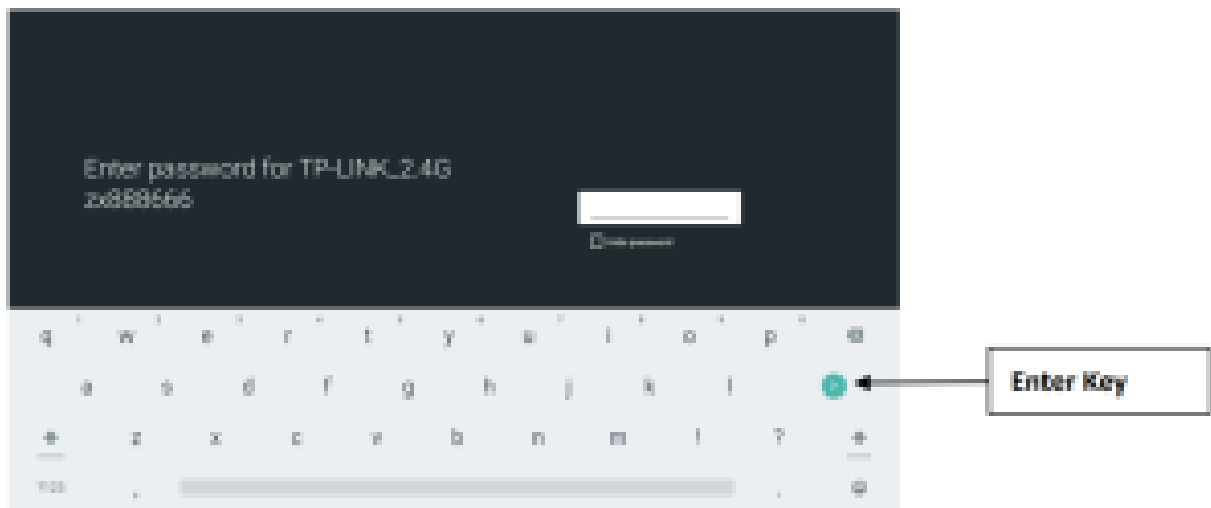 Enter password for TP-LINK_2.4G
zx888666
q w e r t y u i o p
a s d f g h j k l
Enter Key
z x c v b n m ! ?
,